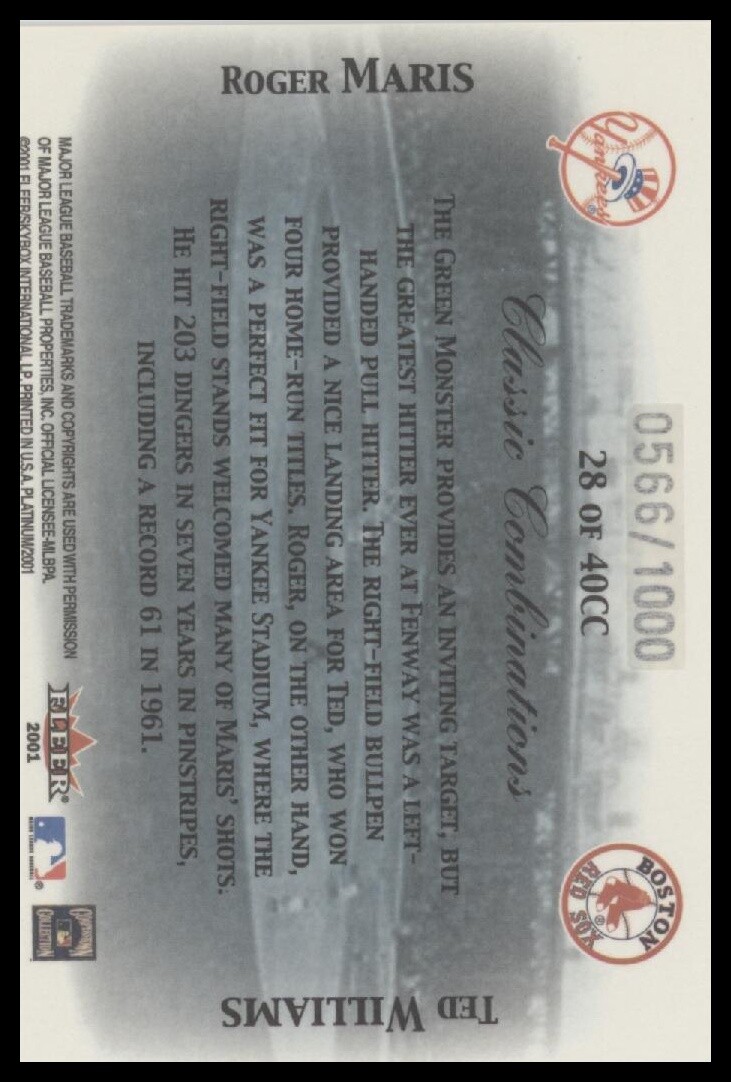 0566/1000
28 OF 40CC
Yankees
BOSTON
RED SOX
Classic Combinations
ROGER MARIS
TED WILLIAMS
THE GREEN MONSTER PROVIDES AN INVITING TARGET, BUT
THE GREATEST HITTER EVER AT FENWAY WAS A LEFT-
HANDED PULL HITTER. THE RIGHT-FIELD BULLPEN
PROVIDED A NICE LANDING AREA FOR TED, WHO WON
FOUR HOME-RUN TITLES. ROGER, ON THE OTHER HAND,
WAS A PERFECT FIT FOR YANKEE STADIUM, WHERE THE
RIGHT-FIELD STANDS WELCOMED MANY OF MARIS' SHOTS.
HE HIT 203 DINGERS IN SEVEN YEARS IN PINSTRIPES,
INCLUDING A RECORD 61 IN 1961.
MAJOR LEAGUE BASEBALL TRADEMARKS AND COPYRIGHTS ARE USED WITH PERMISSION
OF MAJOR LEAGUE BASEBALL PROPERTIES, INC. OFFICIAL LICENSEE-MLBPA.
©2001 FLEER/SKYBOX INTERNATIONAL LP. PRINTED IN U.S.A. PLATINUM/2001
FLEER®
2001
COOPERSTOWN
COLLECTION